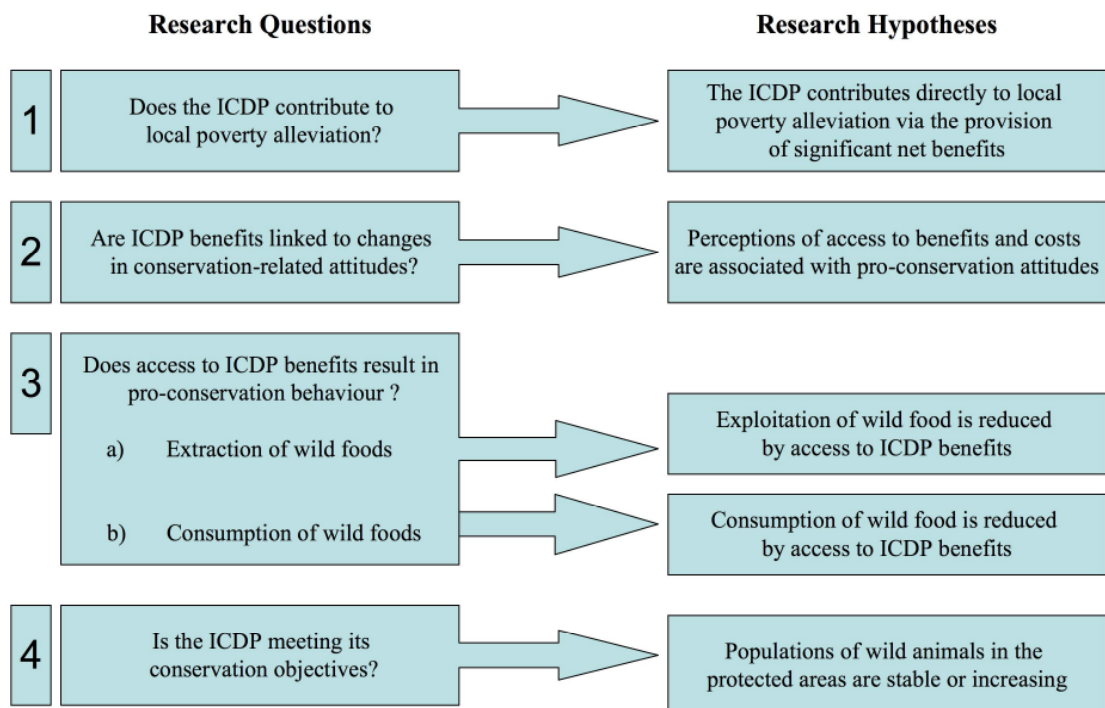 Research Questions
Research Hypotheses
1
Does the ICDP contribute to
local poverty alleviation?
The ICDP contributes directly to local
poverty alleviation via the provision
of significant net benefits
2
Are ICDP benefits linked to changes
in conservation-related attitudes?
Perceptions of access to benefits and costs
are associated with pro-conservation attitudes
3
Does access to ICDP benefits result in
pro-conservation behaviour ?
a) Extraction of wild foods
Exploitation of wild food is reduced
by access to ICDP benefits
b) Consumption of wild foods
Consumption of wild food is reduced
by access to ICDP benefits
4
Is the ICDP meeting its
conservation objectives?
Populations of wild animals in the
protected areas are stable or increasing